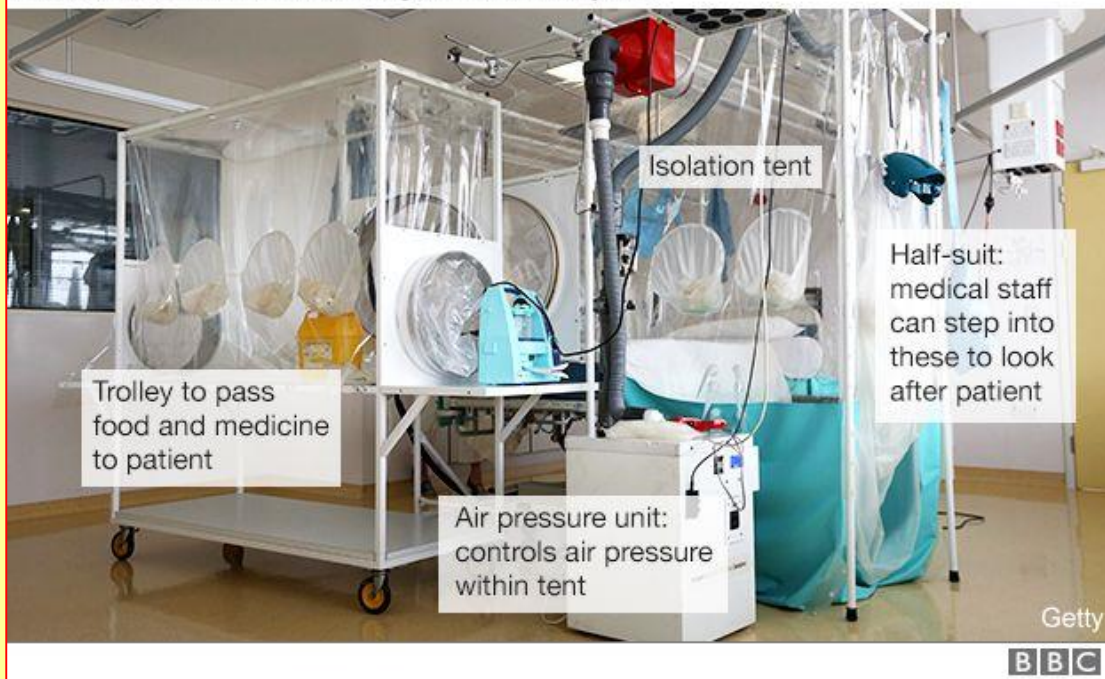 Isolation tent
Half-suit:
medical staff
can step into
these to look
after patient
Trolley to pass
food and medicine
to patient
Air pressure unit:
controls air pressure
within tent
Getty
BBC